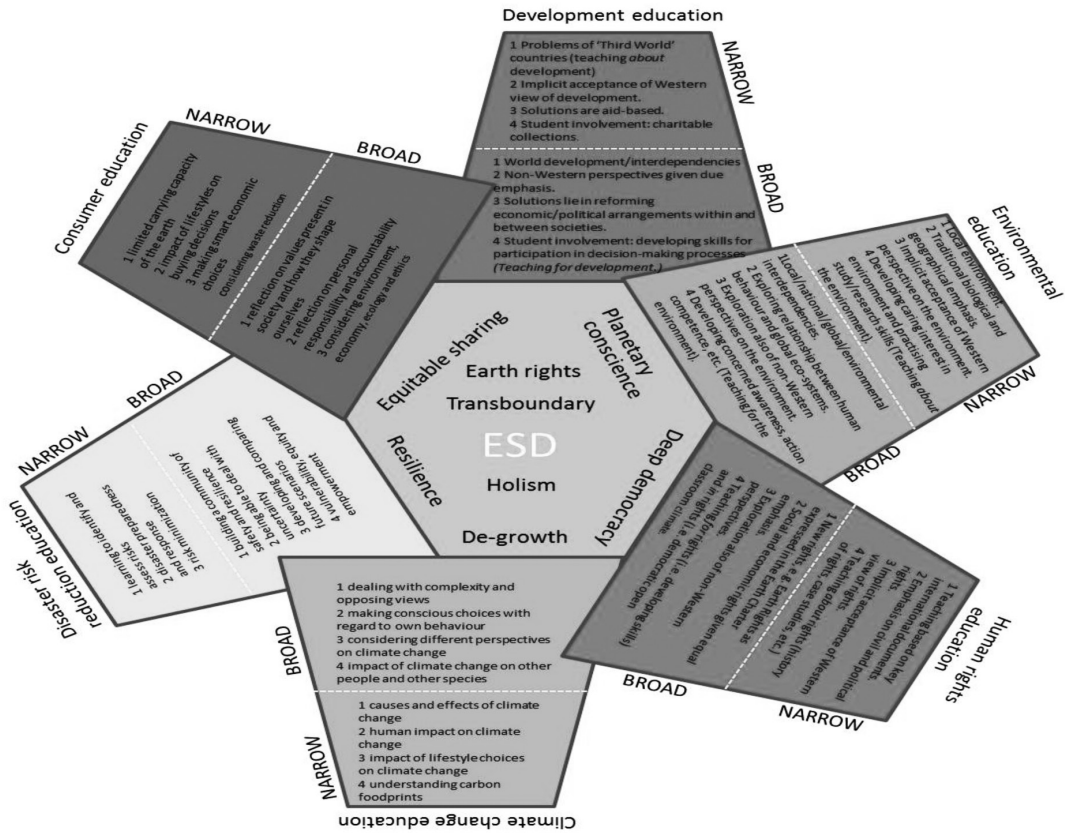 Development education
NARROW
1 Problems of 'Third World'
countries (teaching about
development)
2 Implicit acceptance of Western
view of development.
3 Solutions are aid-based.
4 Student involvement: charitable
collections.
BROAD
1 World development/interdependencies
2 Non-Western perspectives given due
emphasis.
3 Solutions lie in reforming
economic/political arrangements within and
between societies.
4 Student involvement: developing skills for
participation in decision-making processes
(Teaching for development.)
Environmental
education
NARROW
1 Local environment.
2 Traditional biological and
geographical emphasis.
3 Implicit acceptance of Western
perspective on the environment.
4 Developing caring interest in
environment and practising
study/research skills (Teaching about
the environment).
BROAD
1Local/national/global/environmental
interdependencies.
2 Exploring relationship between human
behaviour and global eco-systems.
3 Exploration also of non-Western
perspectives on the environment.
4 Developing concerned awareness, action
competence, etc. (Teaching for the
environment).
Human rights
education
NARROW
1 Teaching based on key
international documents.
2 Emphasis on civil and political
rights.
3 Implicit acceptance of Western
view of rights.
4 Teaching about rights (history
of rights, case studies, etc.)
BROAD
1 New rights, e.g. Earth Rights as
expressed in the Earth Charter
2 Social and economic rights given equal
emphasis.
3 Exploration also of non-Western
perspectives.
4 Teaching for rights (i.e. developing skills)
and in rights (i.e. democratic open
classroom climate.
Climate change education
BROAD
1 dealing with complexity and
opposing views
2 making conscious choices with
regard to own behaviour
3 considering different perspectives
on climate change
4 impact of climate change on other
people and other species
NARROW
1 causes and effects of climate
change
2 human impact on climate
change
3 impact of lifestyle choices
on climate change
4 understanding carbon
foodprints
Disaster risk
reduction education
NARROW
1 learning to identify and
assess risks
2 disaster preparedness
and response
3 risk minimization
BROAD
1 building a community of
safety and resilience
2 being able to deal with
uncertainty
3 developing and comparing
future scenarios
4 vulnerability, equity and
empowerment
Consumer education
NARROW
1 limited carrying capacity
of the earth
2 impact of lifestyles on
buying decisions
3 making smart economic
choices
considering waste reduction
BROAD
1 reflection on values present in
society and how they shape
ourselves
2 reflection on personal
responsibility and accountability
3 considering environment,
economy, ecology and ethics
Equitable sharing
Planetary
conscience
Earth rights
Transboundary
ESD
Resilience
Holism
Deep democracy
De-growth